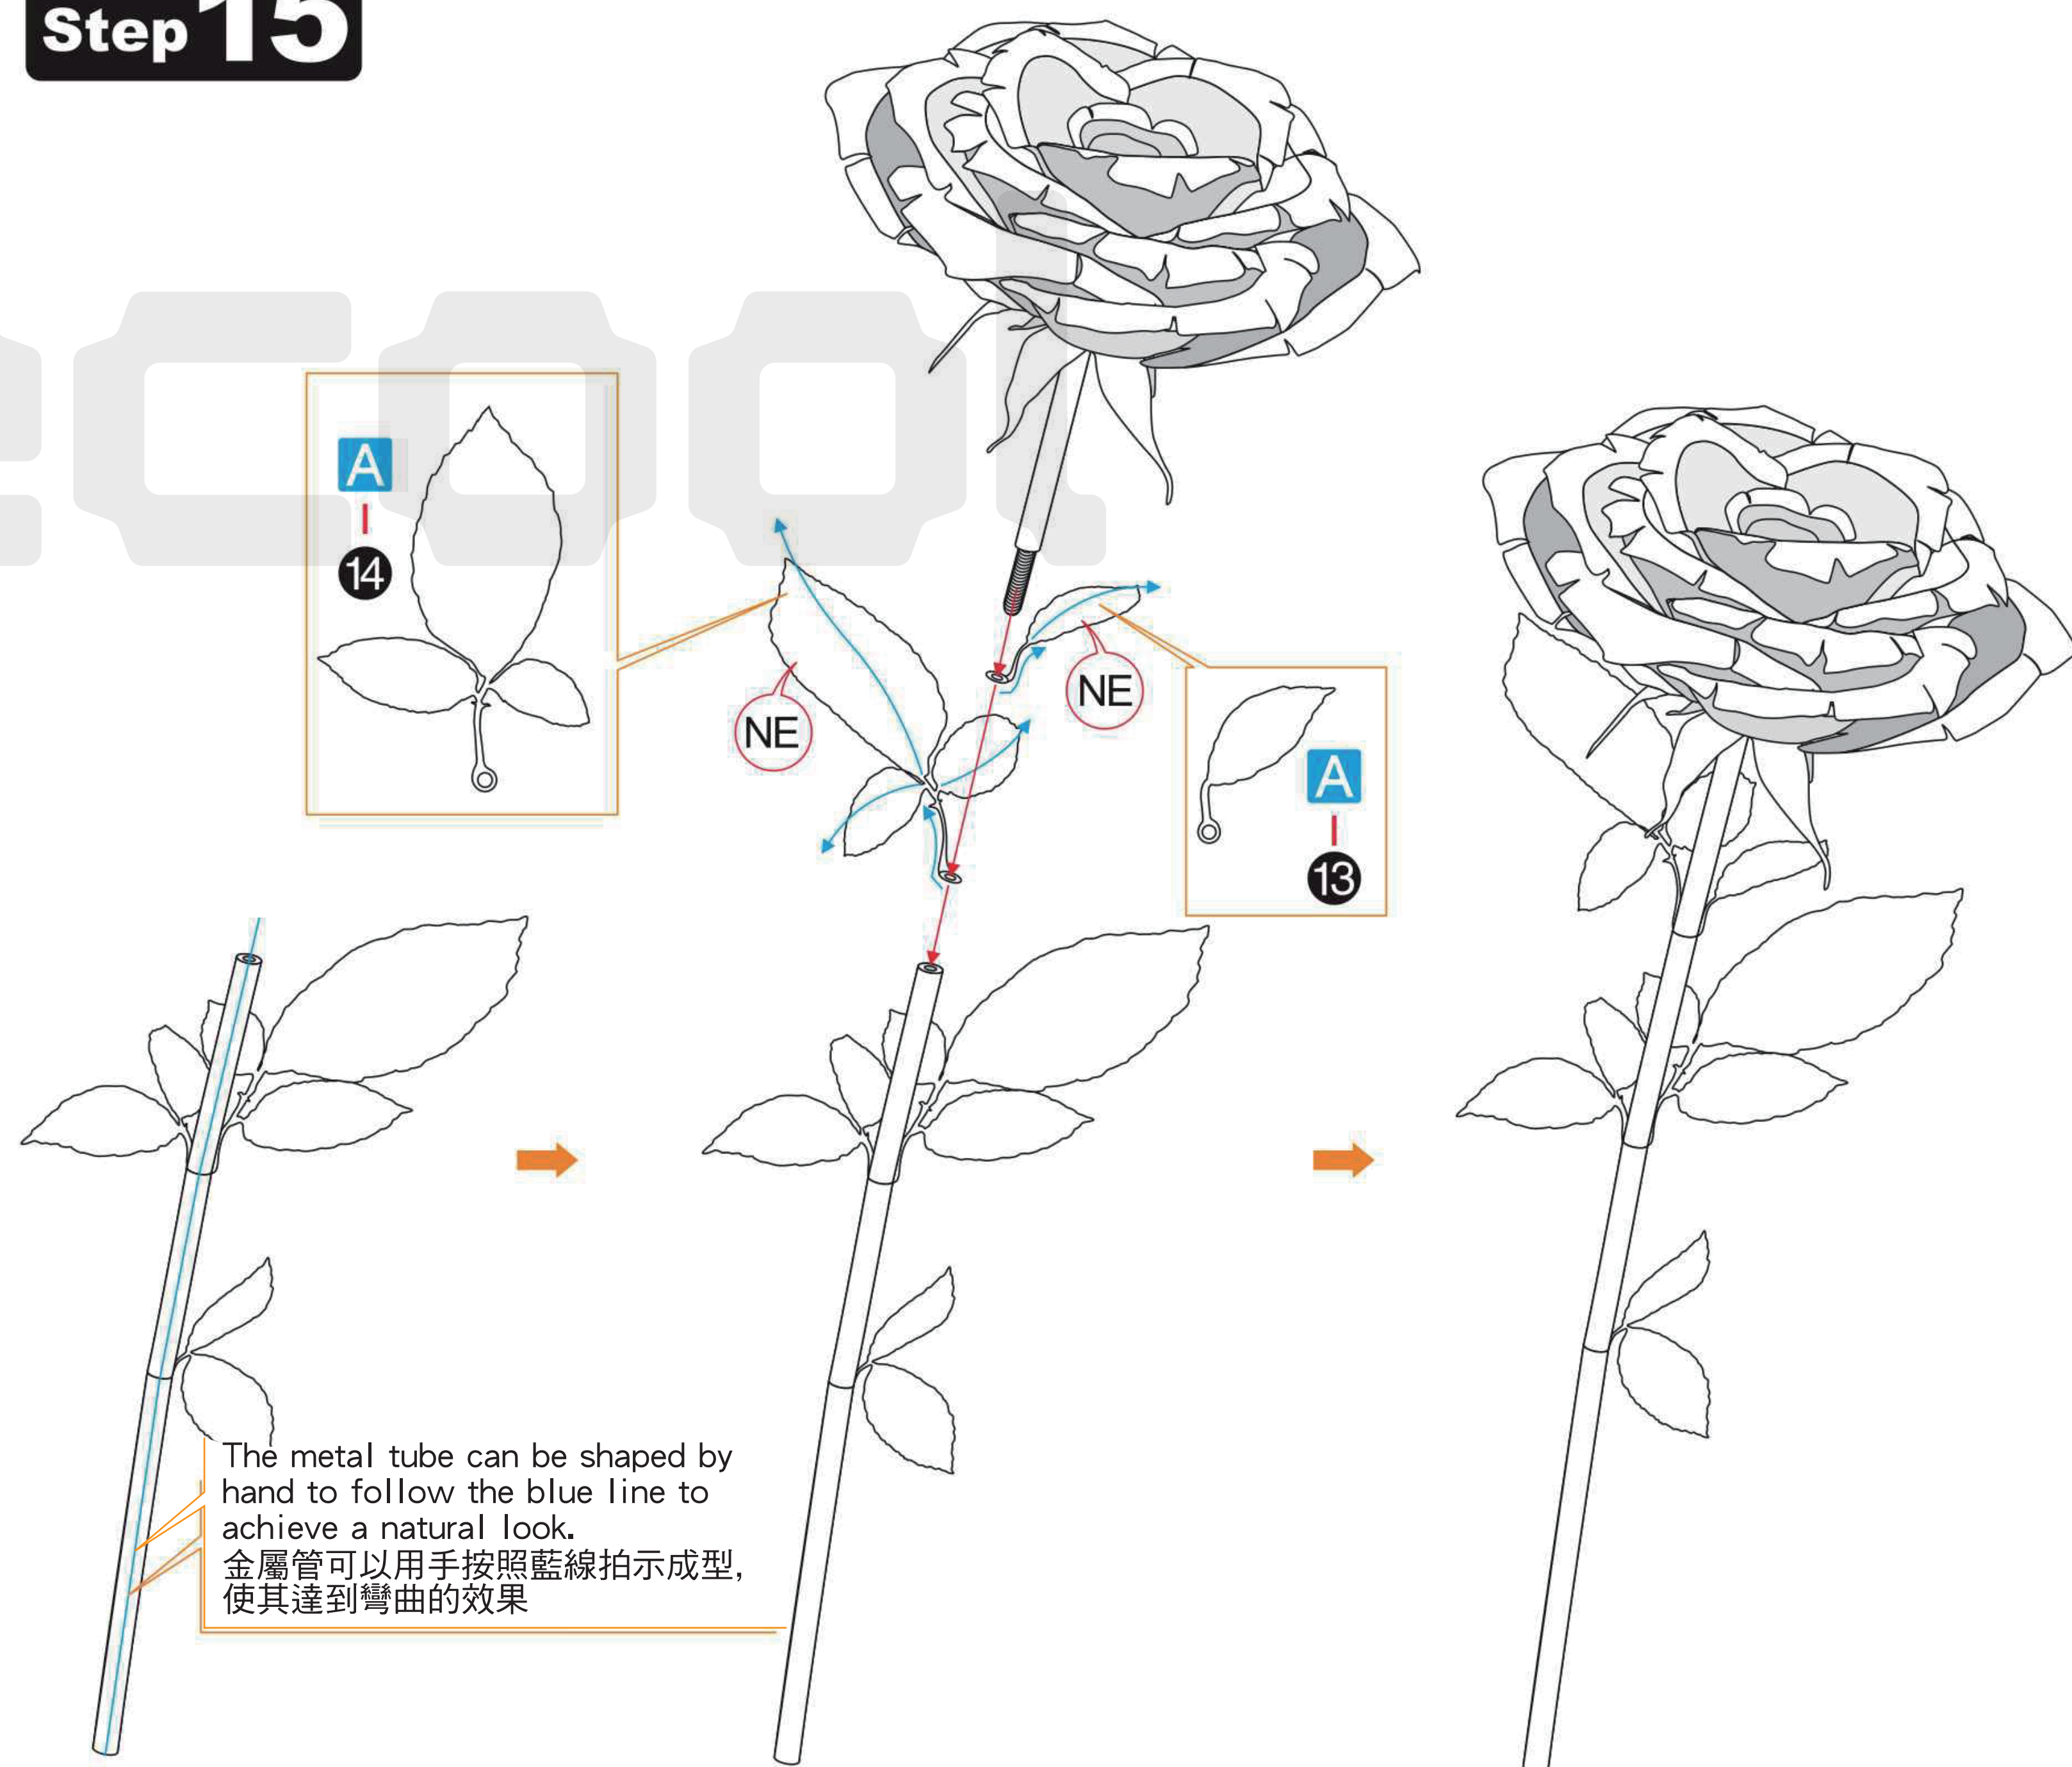 Step 15
ecool
A
14
NE
NE
A
13
The metal tube can be shaped by
hand to follow the blue line to
achieve a natural look.
金屬管可以用手按照藍線拍示成型,
使其達到彎曲的效果